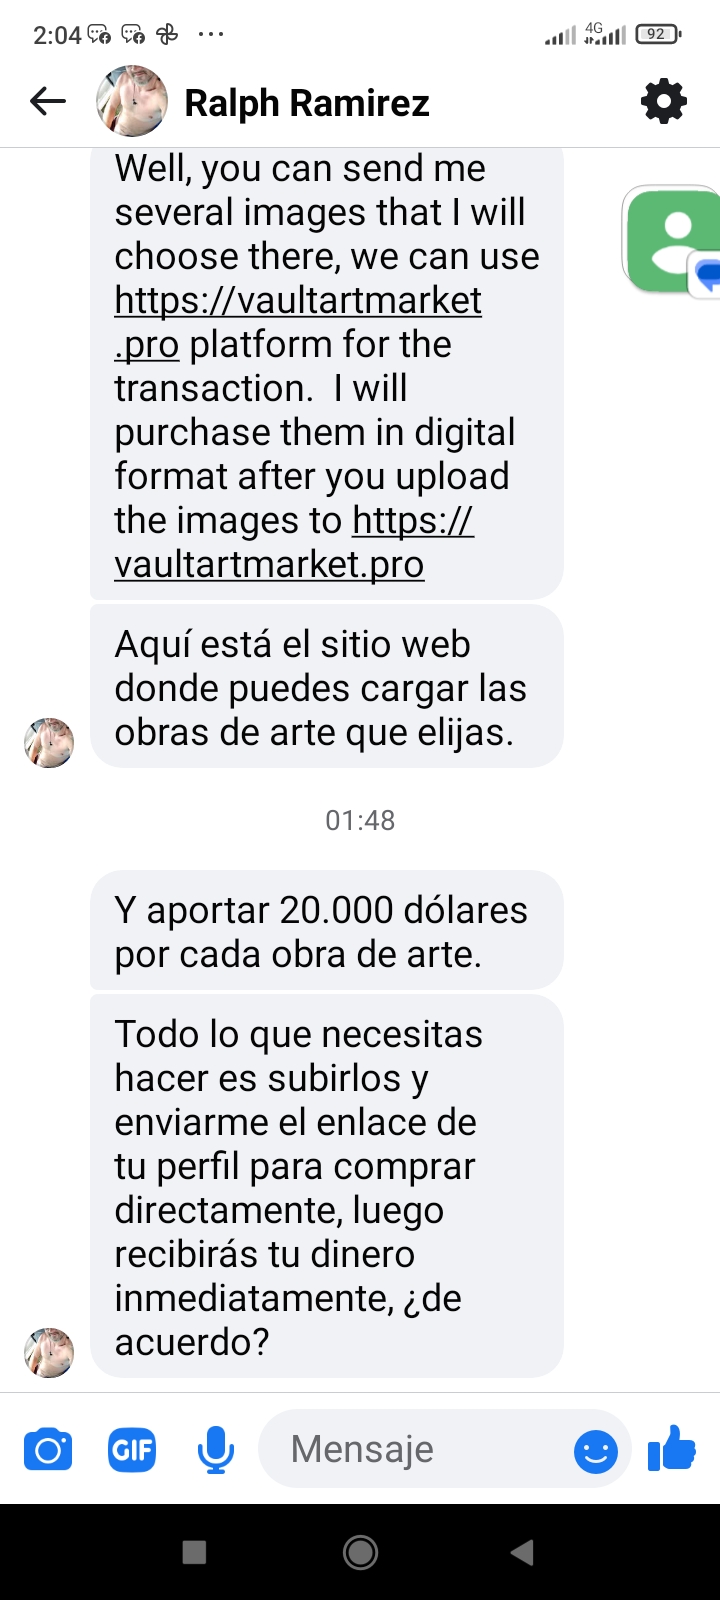 2:04
4G
92
Ralph Ramirez
Well, you can send me
several images that I will
choose there, we can use
https://vaultartmarket
.pro platform for the
transaction.  I will
purchase them in digital
format after you upload
the images to https://
vaultartmarket.pro
Aquí está el sitio web
donde puedes cargar las
obras de arte que elijas.
01:48
Y aportar 20.000 dólares
por cada obra de arte.
Todo lo que necesitas
hacer es subirlos y
enviarme el enlace de
tu perfil para comprar
directamente, luego
recibirás tu dinero
inmediatamente, ¿de
acuerdo?
GIF
Mensaje